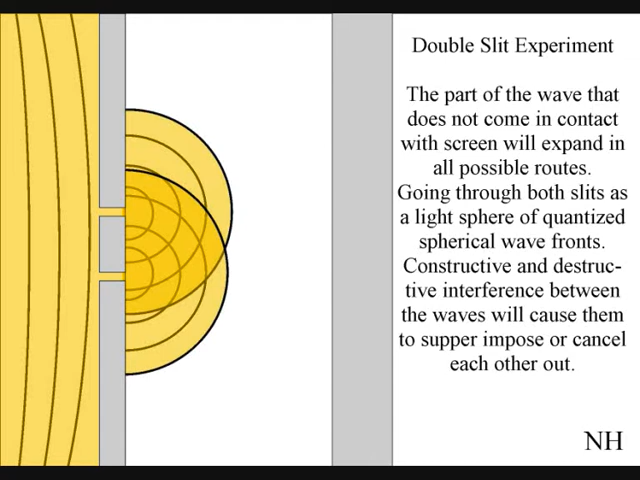 Double Slit Experiment
The part of the wave that
does not come in contact
with screen will expand in
all possible routes.
Going through both slits as
a light sphere of quantized
spherical wave fronts.
Constructive and destruc-
tive interference between
the waves will cause them
to supper impose or cancel
each other out.
NH